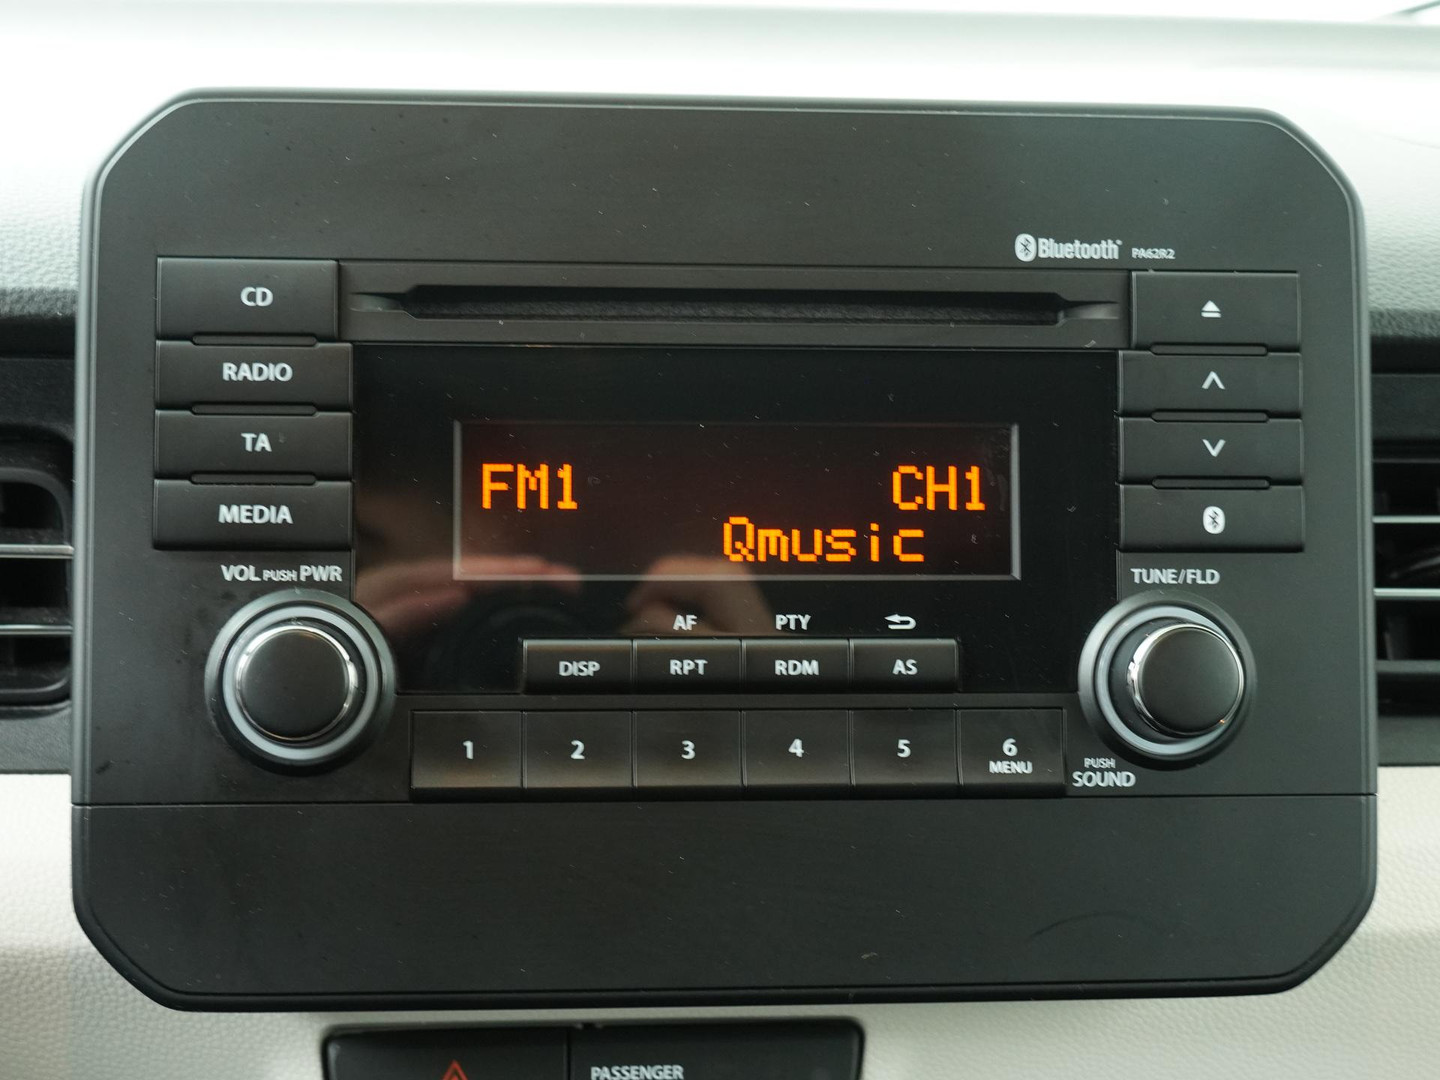 Bluetooth® PA62R2
CD
RADIO
TA
MEDIA
VOL PUSH PWR
FM1 CH1
Qmusic
TUNE/FLD
AF PTY
DISP RPT RDM AS
1 2 3 4 5 6
MENU
PUSH
SOUND
PASSENGER